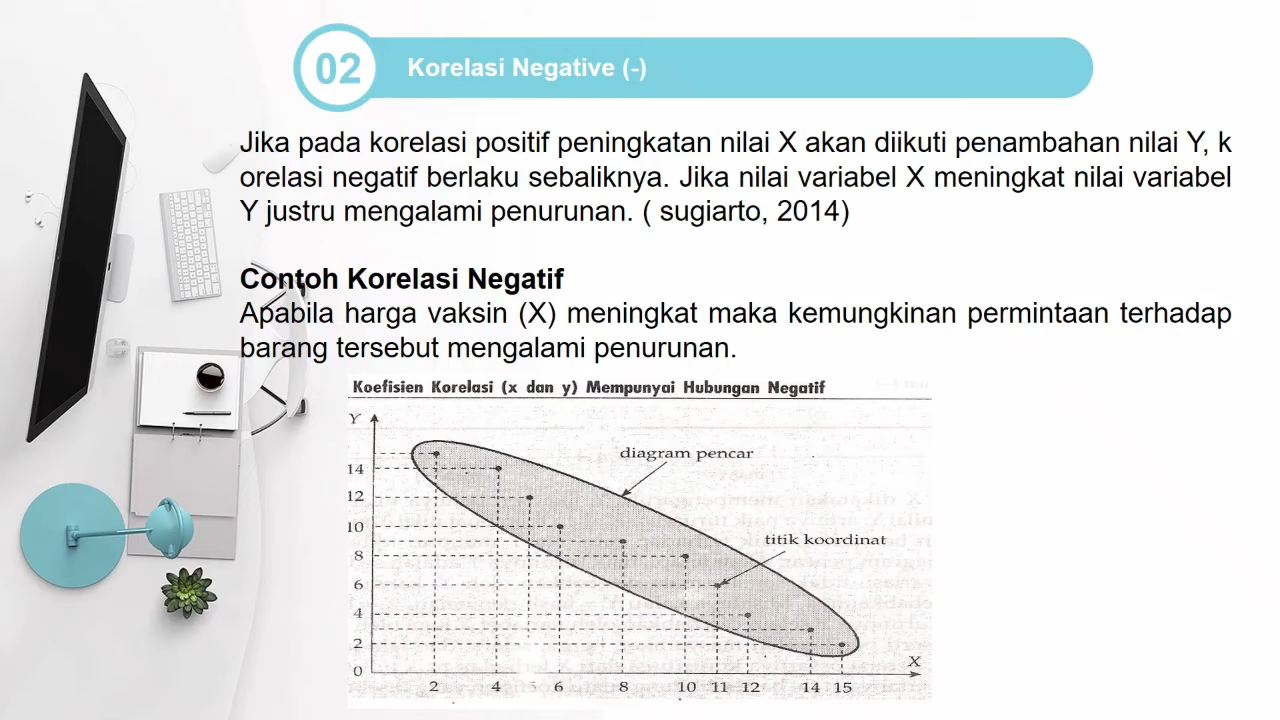 02
Korelasi Negative (-)
Jika pada korelasi positif peningkatan nilai X akan diikuti penambahan nilai Y, k
orelasi negatif berlaku sebaliknya. Jika nilai variabel X meningkat nilai variabel
Y justru mengalami penurunan. ( sugiarto, 2014)
Contoh Korelasi Negatif
Apabila harga vaksin (X) meningkat maka kemungkinan permintaan terhadap
barang tersebut mengalami penurunan.
Koefisien Korelasi (x dan y) Mempunyai Hubungan Negatif
Y
diagram pencar
14
12
10
titik koordinat
8
6
4
2
X
0
2 4 5 6 8 10 11 12 14 15